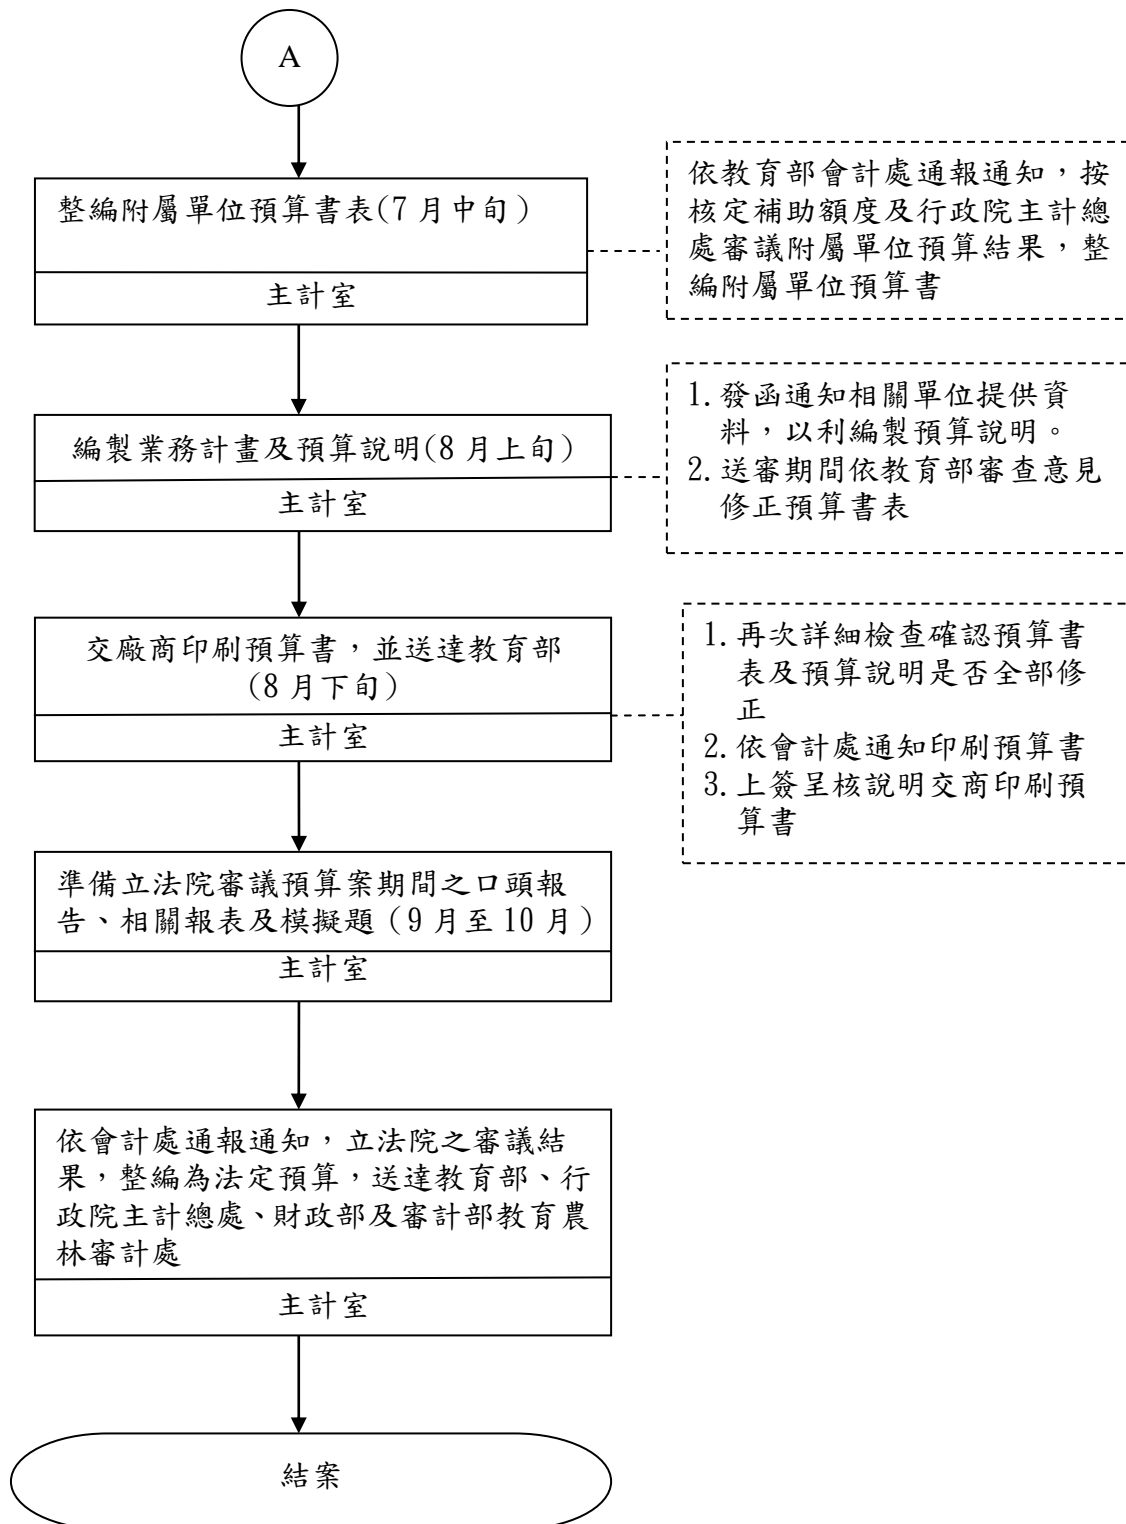 A
整編附屬單位預算書表(7月中旬)
主計室
依教育部會計處通報通知，按
核定補助額度及行政院主計總
處審議附屬單位預算結果，整
編附屬單位預算書
編製業務計畫及預算說明(8月上旬)
主計室
1.發函通知相關單位提供資
料，以利編製預算說明。
2.送審期間依教育部審查意見
修正預算書表
交廠商印刷預算書，並送達教育部
(8月下旬)
主計室
1.再次詳細檢查確認預算書
表及預算說明是否全部修
正
2.依會計處通知印刷預算書
3.上簽呈核說明交商印刷預
算書
準備立法院審議預算案期間之口頭報
告、相關報表及模擬題（9月至10月）
主計室
依會計處通報通知，立法院之審議結
果，整編為法定預算，送達教育部、行
政院主計總處、財政部及審計部教育農
林審計處
主計室
結案